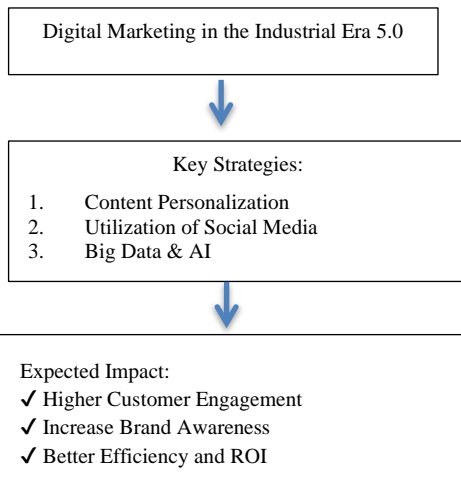 Digital Marketing in the Industrial Era 5.0
Key Strategies:
1. Content Personalization
2. Utilization of Social Media
3. Big Data & AI
Expected Impact:
✓ Higher Customer Engagement
✓ Increase Brand Awareness
✓ Better Efficiency and ROI